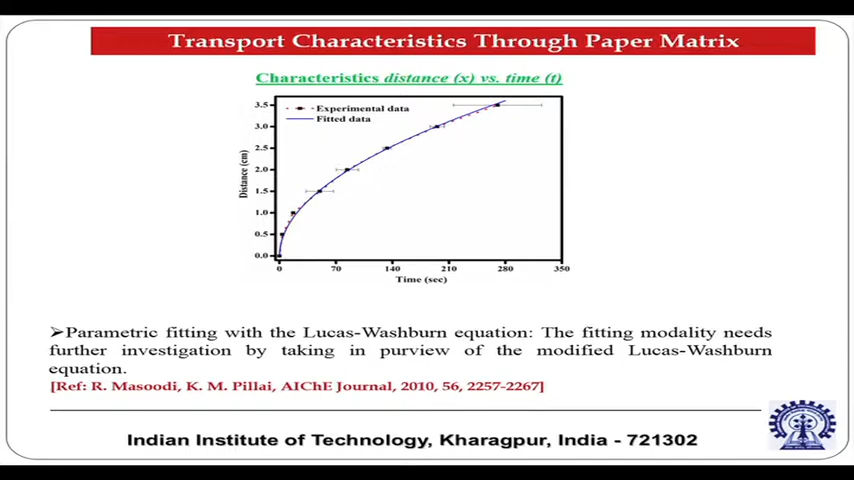 Transport Characteristics Through Paper Matrix
Characteristics distance (x) vs. time (t)
Experimental data
Fitted data
Distance (cm)
3.5
3.0
2.5
2.0
1.5
1.0
0.5
0.0
0 70 140 210 280 350
Time (sec)
➢Parametric fitting with the Lucas-Washburn equation: The fitting modality needs
further investigation by taking in purview of the modified Lucas-Washburn
equation.
[Ref: R. Masoodi, K. M. Pillai, AIChE Journal, 2010, 56, 2257-2267]
Indian Institute of Technology, Kharagpur, India - 721302